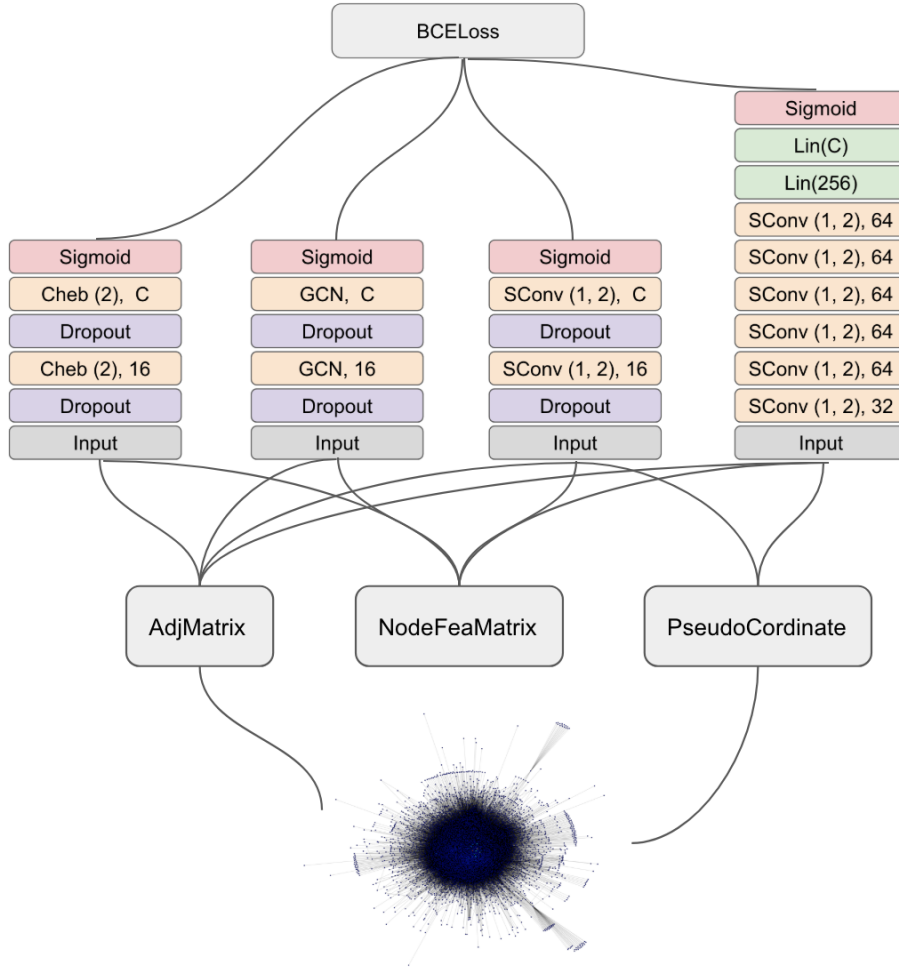 BCELoss
Sigmoid
Cheb (2), C
Dropout
Cheb (2), 16
Dropout
Input
Sigmoid
GCN, C
Dropout
GCN, 16
Dropout
Input
Sigmoid
SConv (1, 2), C
Dropout
SConv (1, 2), 16
Dropout
Input
Sigmoid
Lin(C)
Lin(256)
SConv (1, 2), 64
SConv (1, 2), 64
SConv (1, 2), 64
SConv (1, 2), 64
SConv (1, 2), 64
SConv (1, 2), 32
Input
AdjMatrix
NodeFeaMatrix
PseudoCordinate